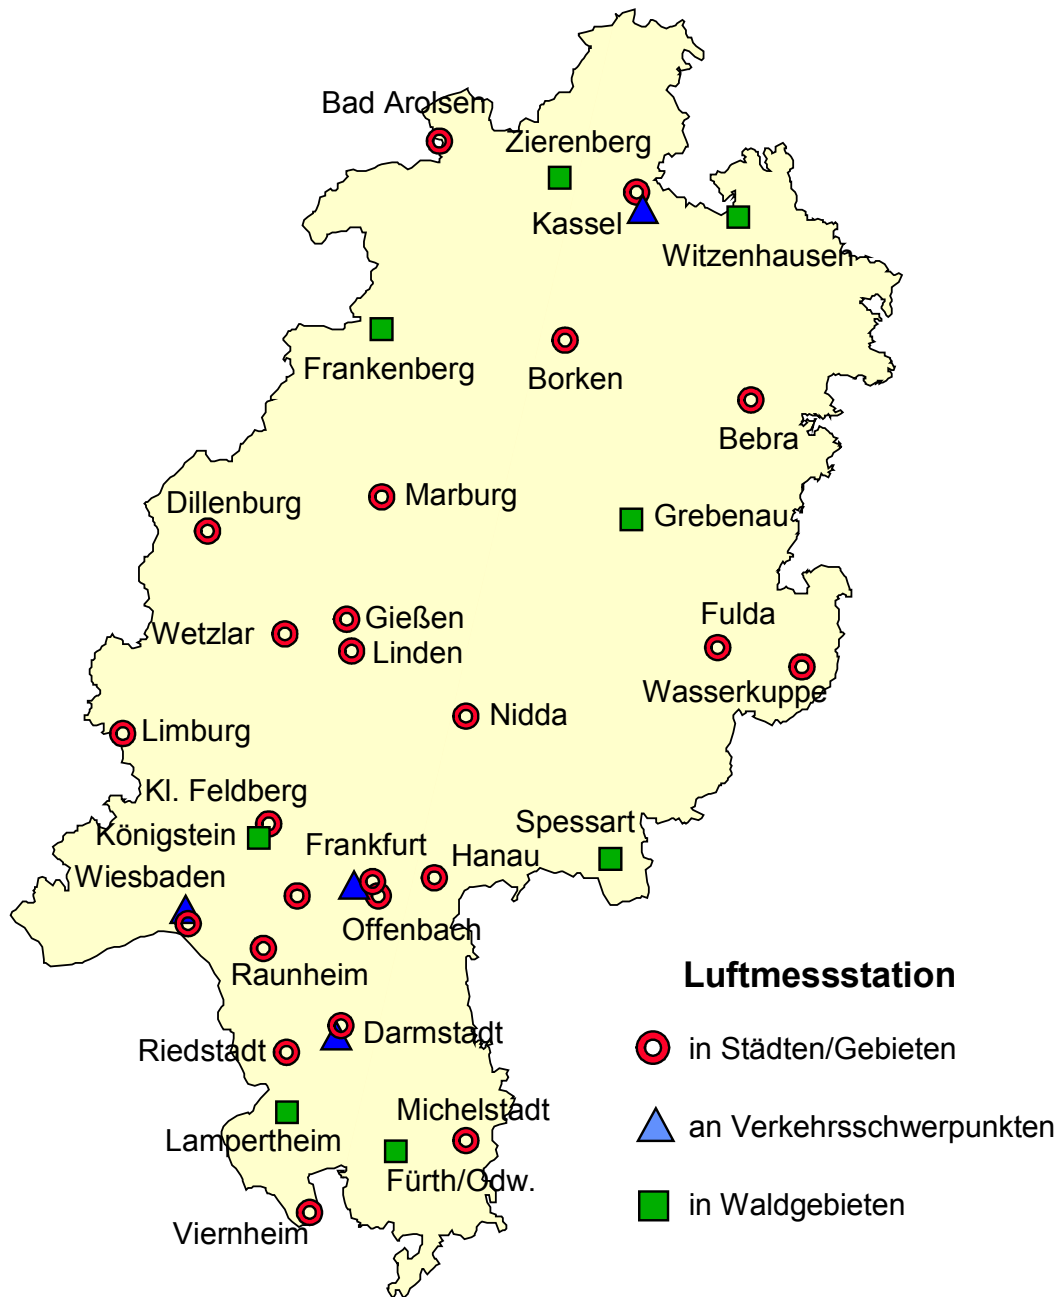 Bad Arolsen
Zierenberg
Kassel
Witzenhausen
Frankenberg
Borken
Bebra
Dillenburg
Marburg
Grebenau
Gießen
Fulda
Wetzlar
Linden
Wasserkuppe
Nidda
Limburg
Kl. Feldberg
Spessart
Königstein
Frankfurt
Hanau
Wiesbaden
Offenbach
Raunheim
Luftmessstation
Darmstadt
Riedstadt
in Städten/Gebieten
Michelstadt
an Verkehrsschwerpunkten
Lampertheim
Fürth/Odw.
in Waldgebieten
Viernheim